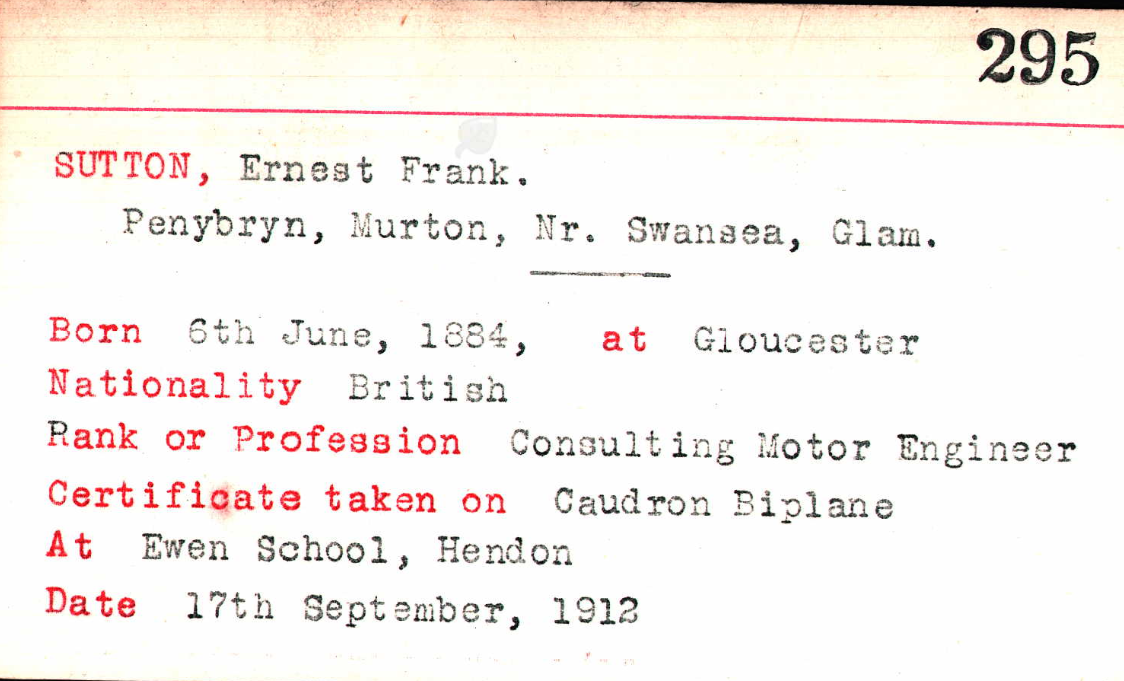 295
SUTTON, Ernest Frank.
Penybryn, Murton, Nr. Swansea, Glam.
Born 6th June, 1884, at Gloucester
Nationality British
Rank or Profession Consulting Motor Engineer
Certificate taken on Caudron Biplane
At Ewen School, Hendon
Date 17th September, 1912